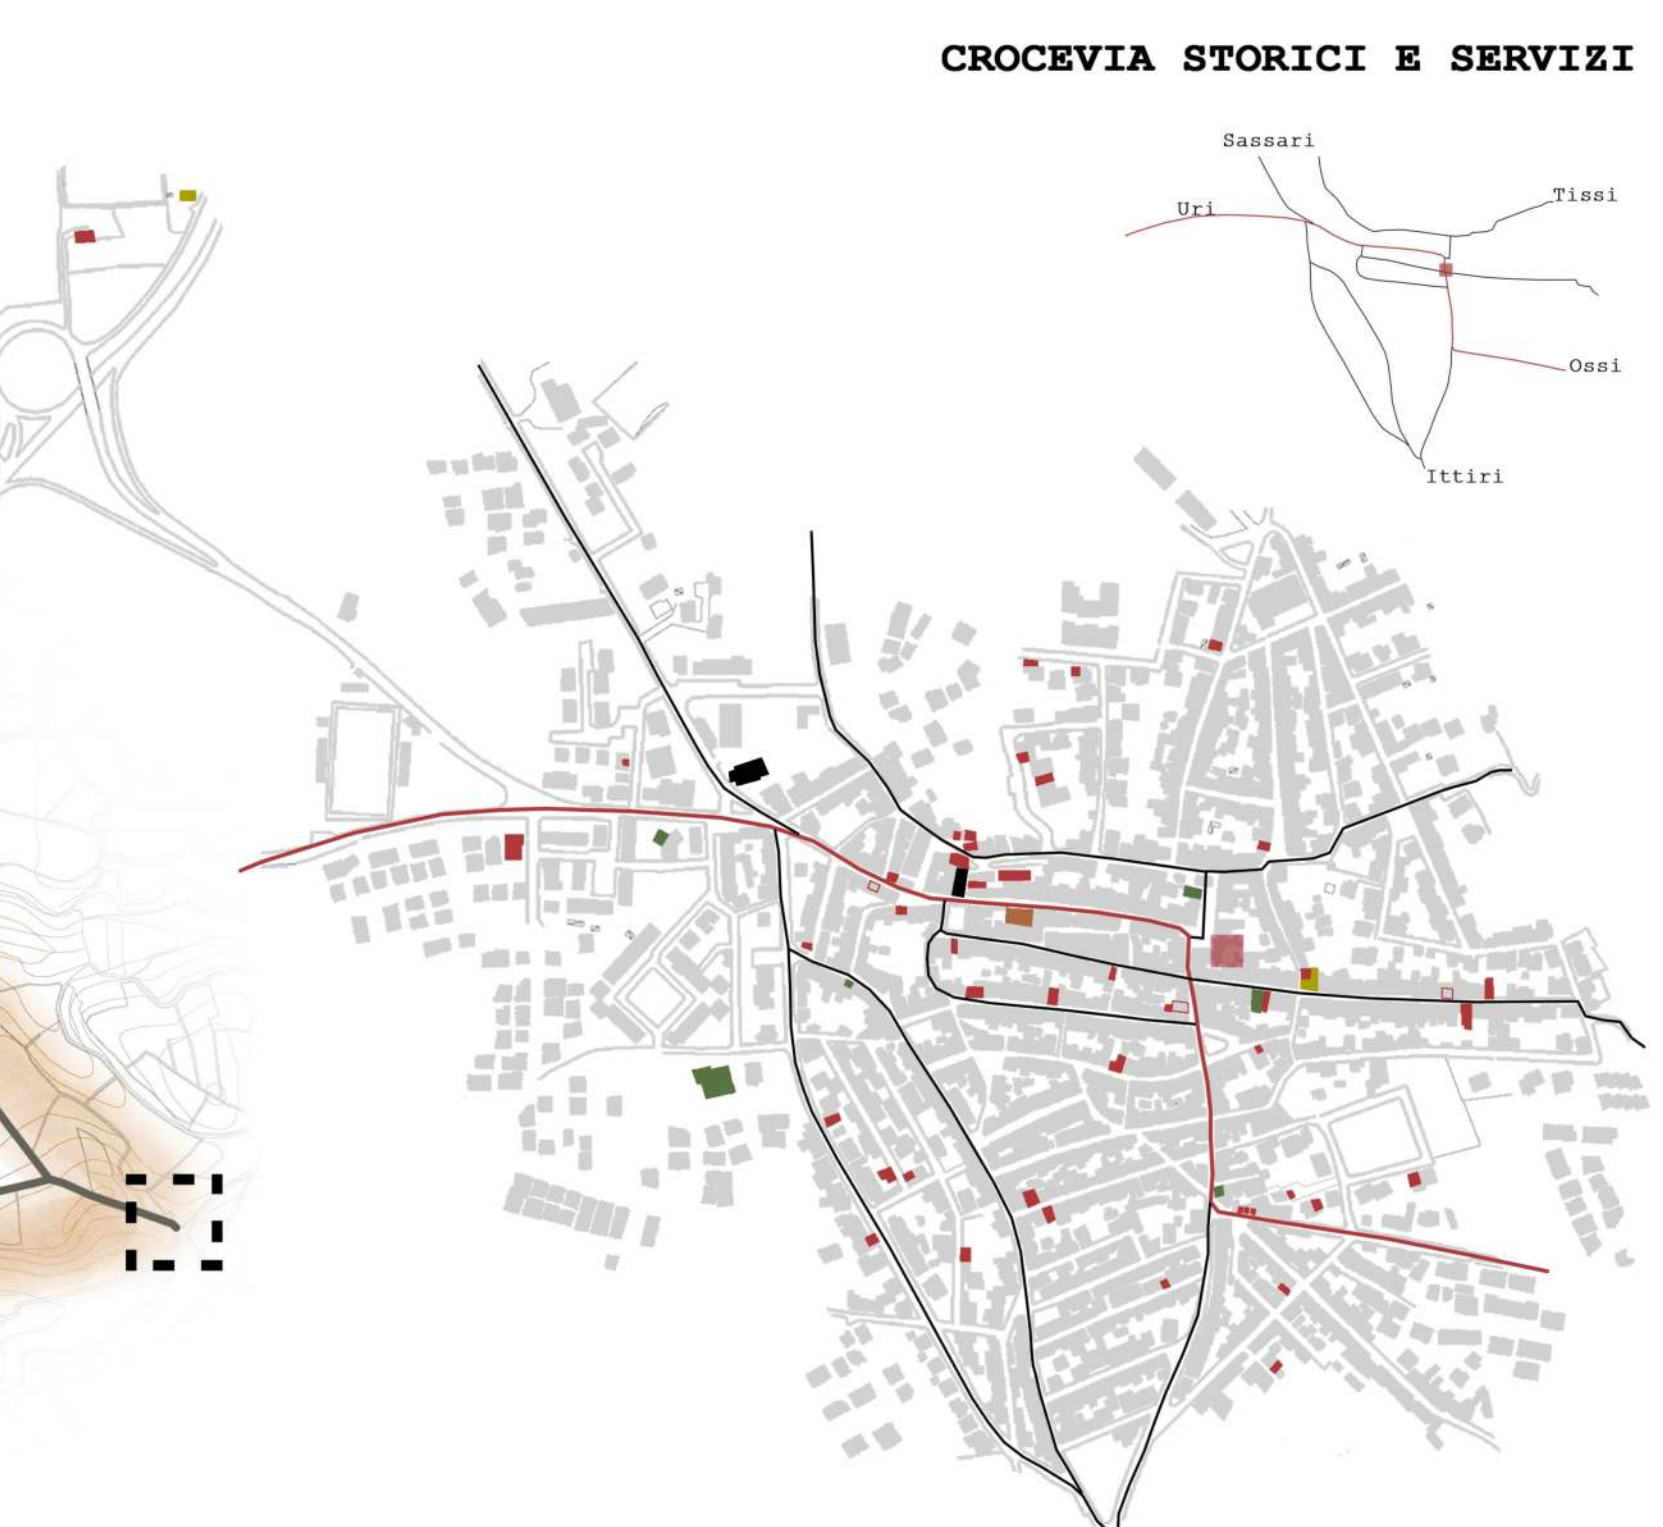 CROCEVIA STORICI E SERVIZI
Sassari
Tissi
Uri
Ossi
Ittiri